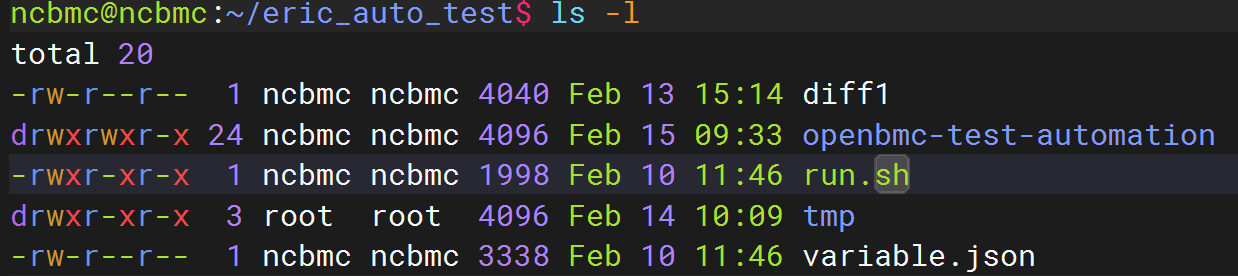 ncbmc@ncbmc:~/eric_auto_test$ ls -l
total 20
-rw-r--r--  1 ncbmc ncbmc 4040 Feb 13 15:14 diff1
drwxrwxr-x 24 ncbmc ncbmc 4096 Feb 15 09:33 openbmc-test-automation
-rwxr-xr-x  1 ncbmc ncbmc 1998 Feb 10 11:46 run.sh
drwxr-xr-x  3 root  root  4096 Feb 14 10:09 tmp
-rw-r--r--  1 ncbmc ncbmc 3338 Feb 10 11:46 variable.json